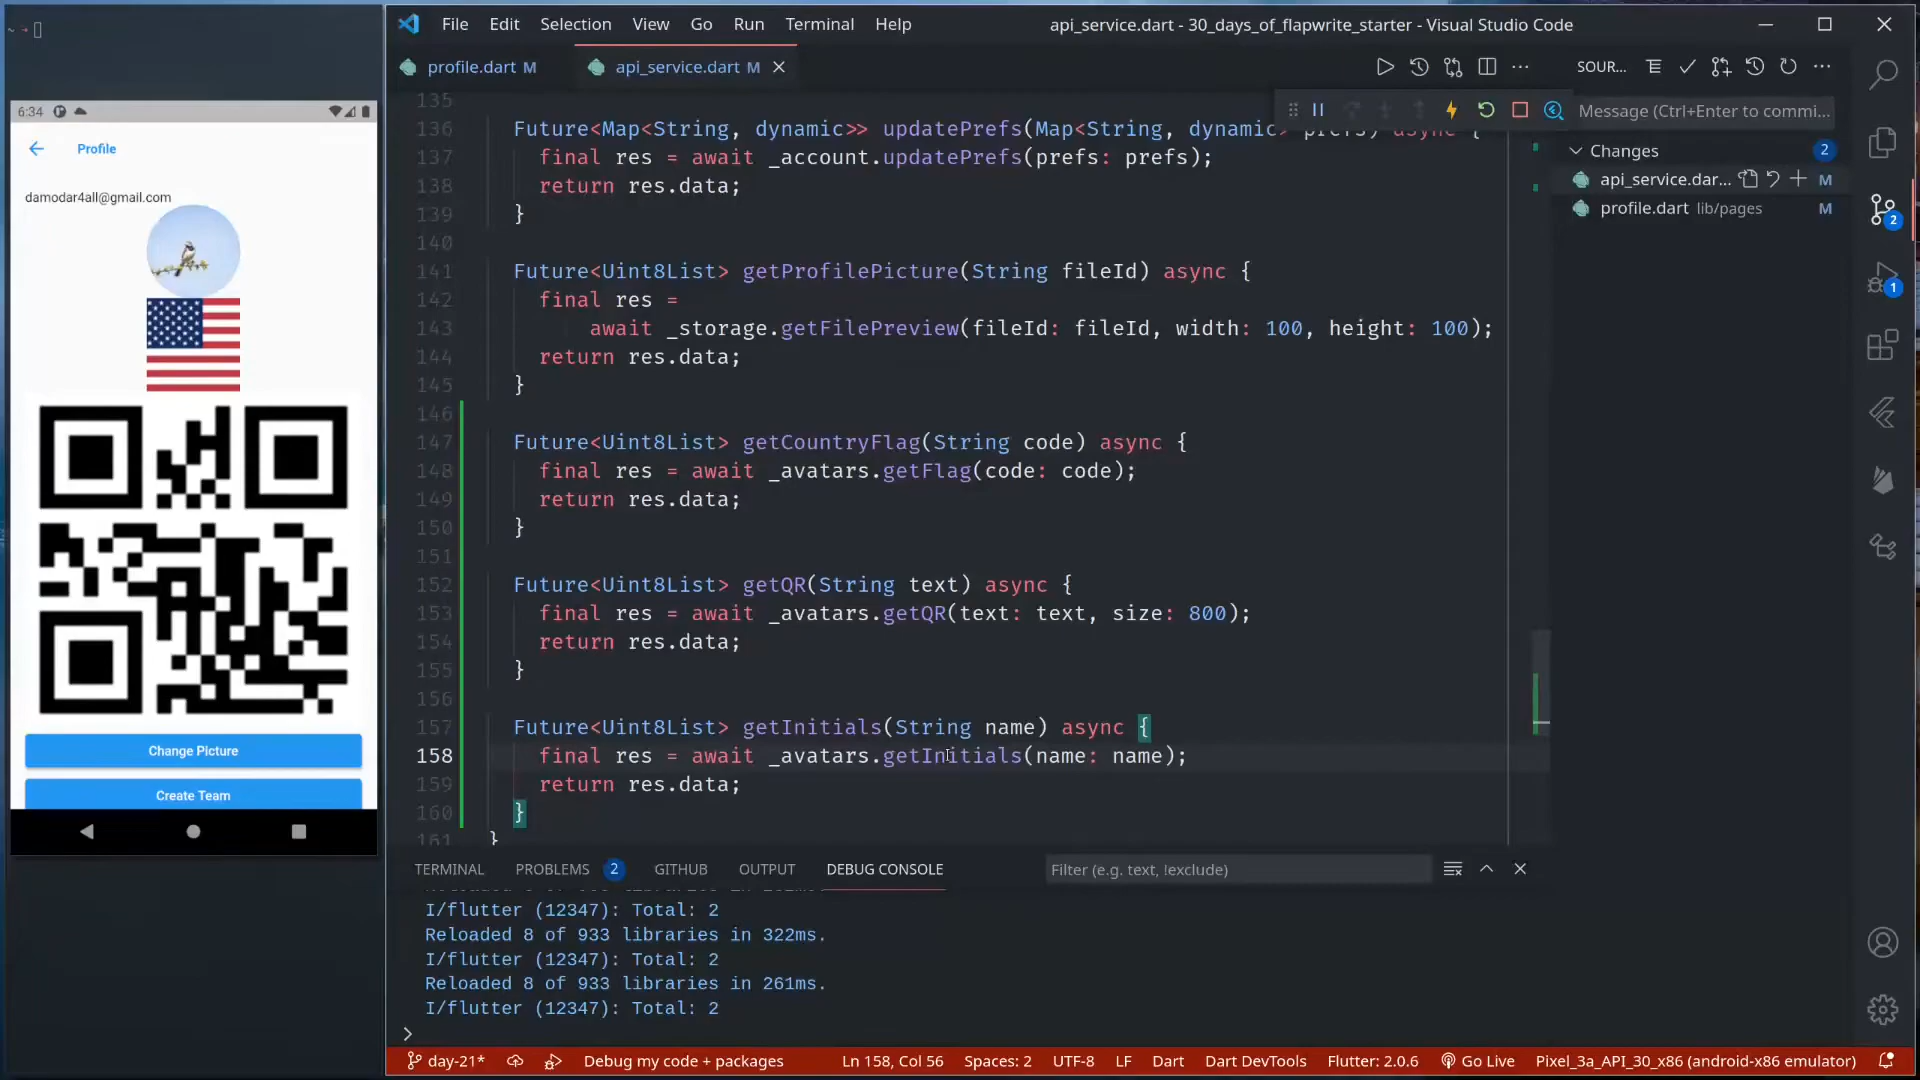 File Edit Selection View Go Run Terminal Help
api_service.dart - 30_days_of_flapwrite_starter - Visual Studio Code
profile.dart M
api_service.dart M
SOUR...
Message (Ctrl+Enter to commi...
Changes 2
api_service.dar... M
profile.dart lib/pages M
2
1
6:34
Profile
damodar4all@gmail.com
Change Picture
Create Team
135
136 Future<Map<String, dynamic>> updatePrefs(Map<String, dynamic> prefs) async {
137 final res = await _account.updatePrefs(prefs: prefs);
138 return res.data;
139 }
140
141 Future<Uint8List> getProfilePicture(String fileId) async {
142 final res =
143 await _storage.getFilePreview(fileId: fileId, width: 100, height: 100);
144 return res.data;
145 }
146
147 Future<Uint8List> getCountryFlag(String code) async {
148 final res = await _avatars.getFlag(code: code);
149 return res.data;
150 }
151
152 Future<Uint8List> getQR(String text) async {
153 final res = await _avatars.getQR(text: text, size: 800);
154 return res.data;
155 }
156
157 Future<Uint8List> getInitials(String name) async {
158 final res = await _avatars.getInitials(name: name);
159 return res.data;
160 }
161 }
TERMINAL PROBLEMS 2 GITHUB OUTPUT DEBUG CONSOLE
Filter (e.g. text, !exclude)
I/flutter (12347): Total: 2
Reloaded 8 of 933 libraries in 322ms.
I/flutter (12347): Total: 2
Reloaded 8 of 933 libraries in 261ms.
I/flutter (12347): Total: 2
>
day-21* Debug my code + packages Ln 158, Col 56 Spaces: 2 UTF-8 LF Dart Dart DevTools Flutter: 2.0.6 Go Live Pixel_3a_API_30_x86 (android-x86 emulator)